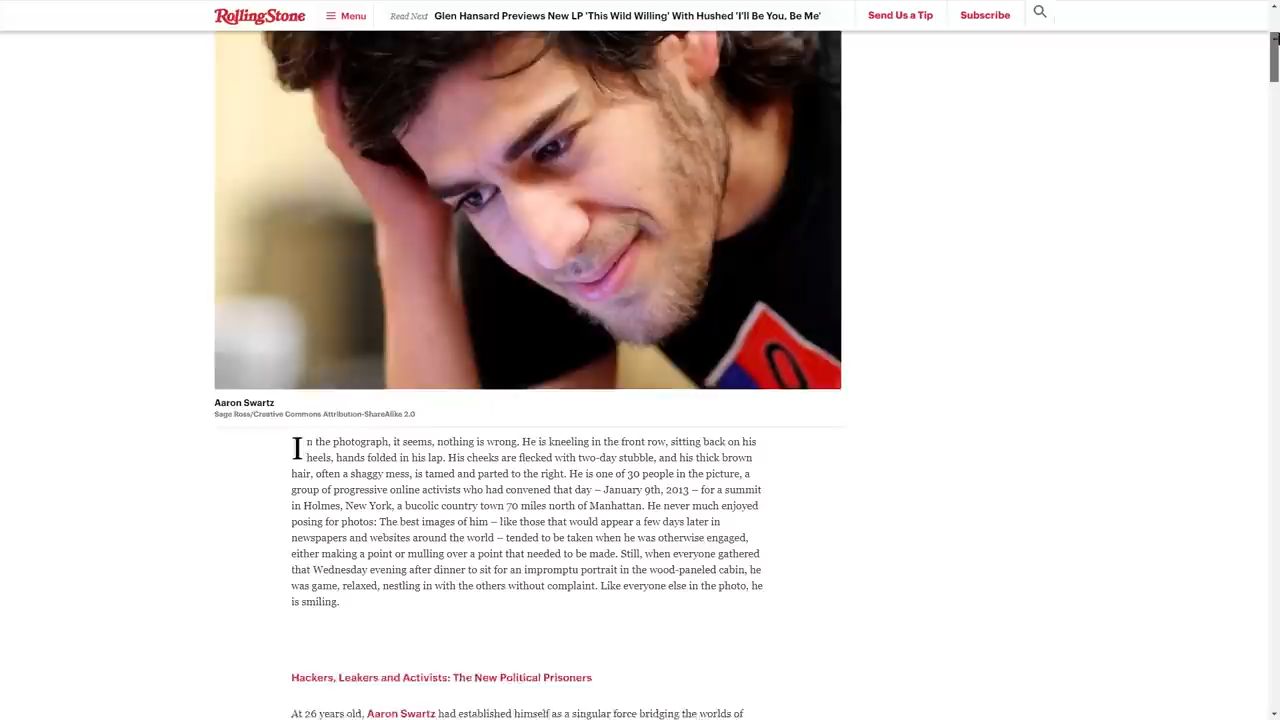 RollingStone
Menu
Read Next Glen Hansard Previews New LP 'This Wild Willing' With Hushed 'I'll Be You, Be Me'
Send Us a Tip
Subscribe
0
Aaron Swartz
Sage Ross/Creative Commons Attribution-ShareAlike 2.0
In the photograph, it seems, nothing is wrong. He is kneeling in the front row, sitting back on his
heels, hands folded in his lap. His cheeks are flecked with two-day stubble, and his thick brown
hair, often a shaggy mess, is tamed and parted to the right. He is one of 30 people in the picture, a
group of progressive online activists who had convened that day – January 9th, 2013 – for a summit
in Holmes, New York, a bucolic country town 70 miles north of Manhattan. He never much enjoyed
posing for photos: The best images of him – like those that would appear a few days later in
newspapers and websites around the world – tended to be taken when he was otherwise engaged,
either making a point or mulling over a point that needed to be made. Still, when everyone gathered
that Wednesday evening after dinner to sit for an impromptu portrait in the wood-paneled cabin, he
was game, relaxed, nestling in with the others without complaint. Like everyone else in the photo, he
is smiling.
Hackers, Leakers and Activists: The New Political Prisoners
At 26 years old, Aaron Swartz had established himself as a singular force bridging the worlds of